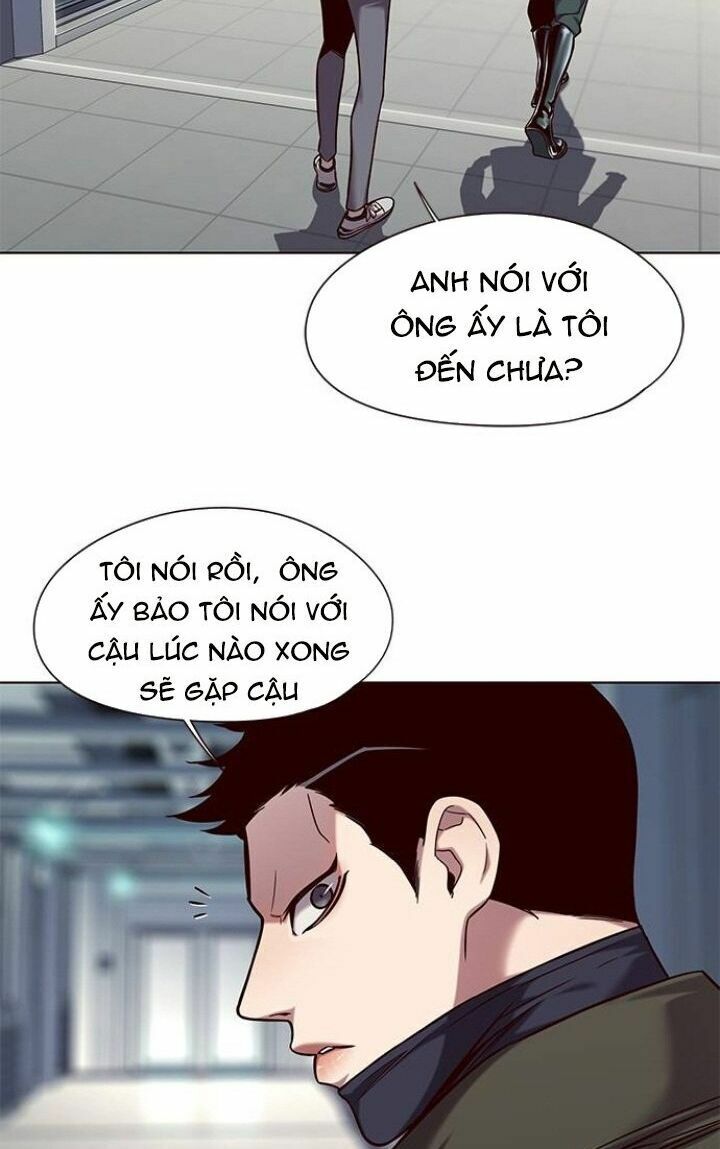 ANH NÓI VỚI
ÔNG ẤY LÀ TÔI
ĐẾN CHƯA?
TÔI NÓI RỒI, ÔNG
ẤY BẢO TÔI NÓI VỚI
CẬU LÚC NÀO XONG
SẼ GẶP CẬU